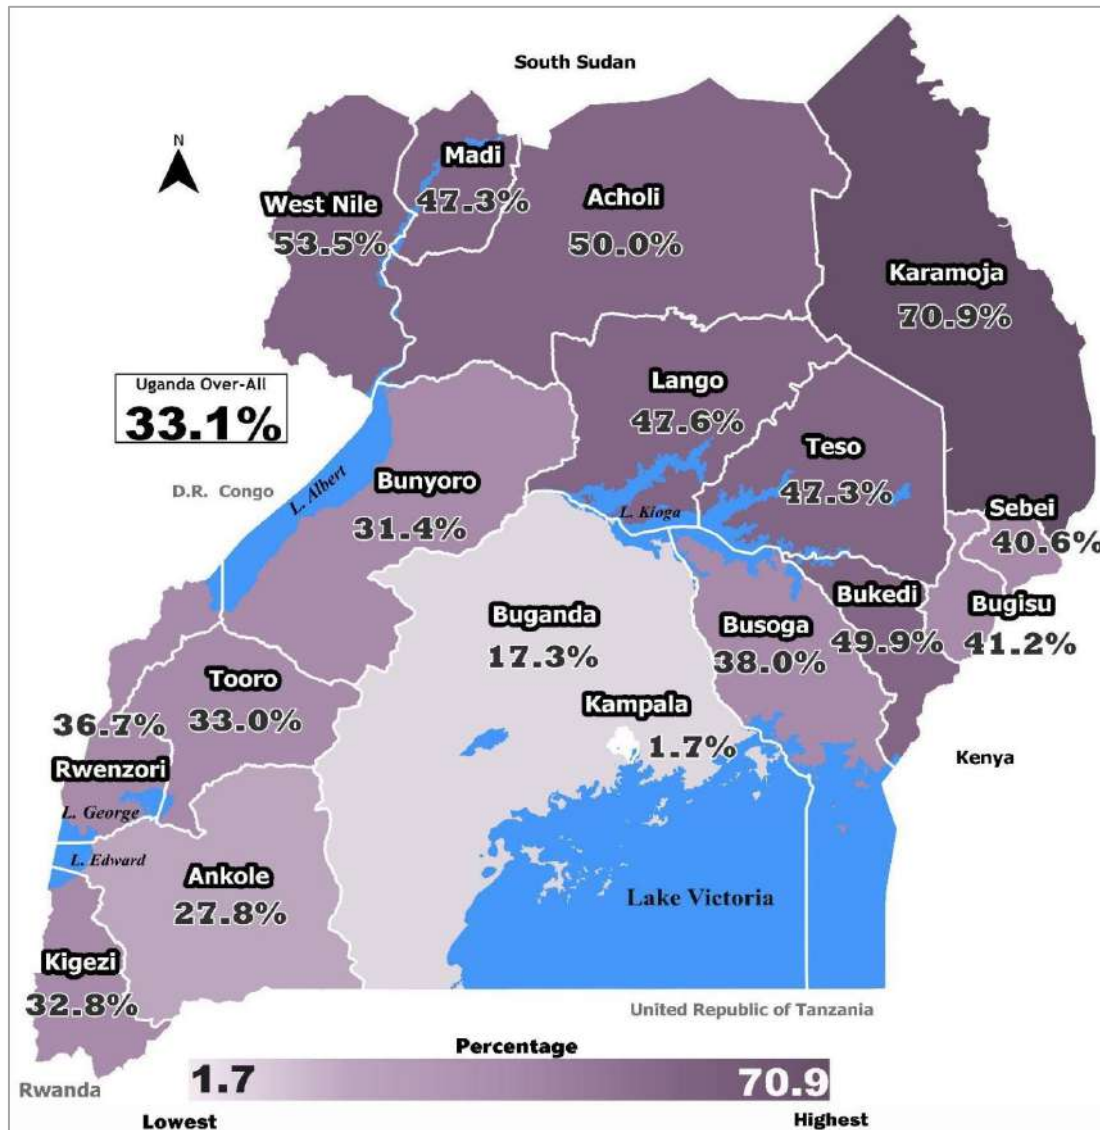 South Sudan
N
Madi
47.3%
West Nile
53.5%
Acholi
50.0%
Karamoja
70.9%
Uganda Over-All
33.1%
Lango
47.6%
Teso
47.3%
D.R. Congo
L. Albert
Bunyoro
31.4%
L. Kioga
Sebei
40.6%
Bukedi
49.9%
Bugisu
41.2%
Buganda
17.3%
Busoga
38.0%
Tooro
33.0%
Kampala
1.7%
36.7%
Rwenzori
Kenya
L. George
L. Edward
Ankole
27.8%
Lake Victoria
Kigezi
32.8%
United Republic of Tanzania
Rwanda
Percentage
1.7
70.9
Lowest
Highest